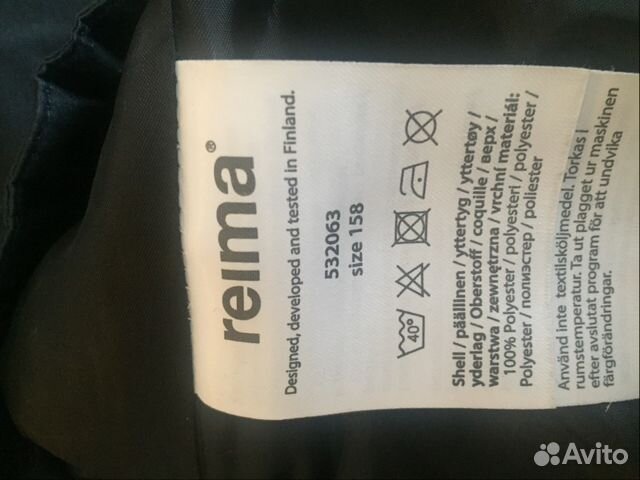 reima®
Designed, developed and tested in Finland.
532063
size 158
40°
Shell / päällinen / yttertyg / yttertøy /
yderlag / Oberstoff / coquille / верх /
warstwa / zewnętrzna / vrchní materiál:
100% Polyester / polyesteri / polyester /
Polyester / полиэстер / poliester
Använd inte textilsköljmedel. Torkas i
rumstemperatur. Ta ut plagget ur maskinen
efter avslutat program för att undvika
färgförändringar.
Avito